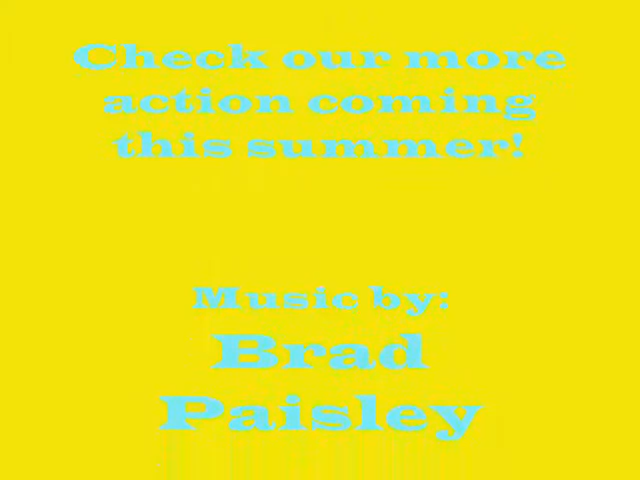 Check our more
action coming
this summer!
Music by:
Brad
Paisley